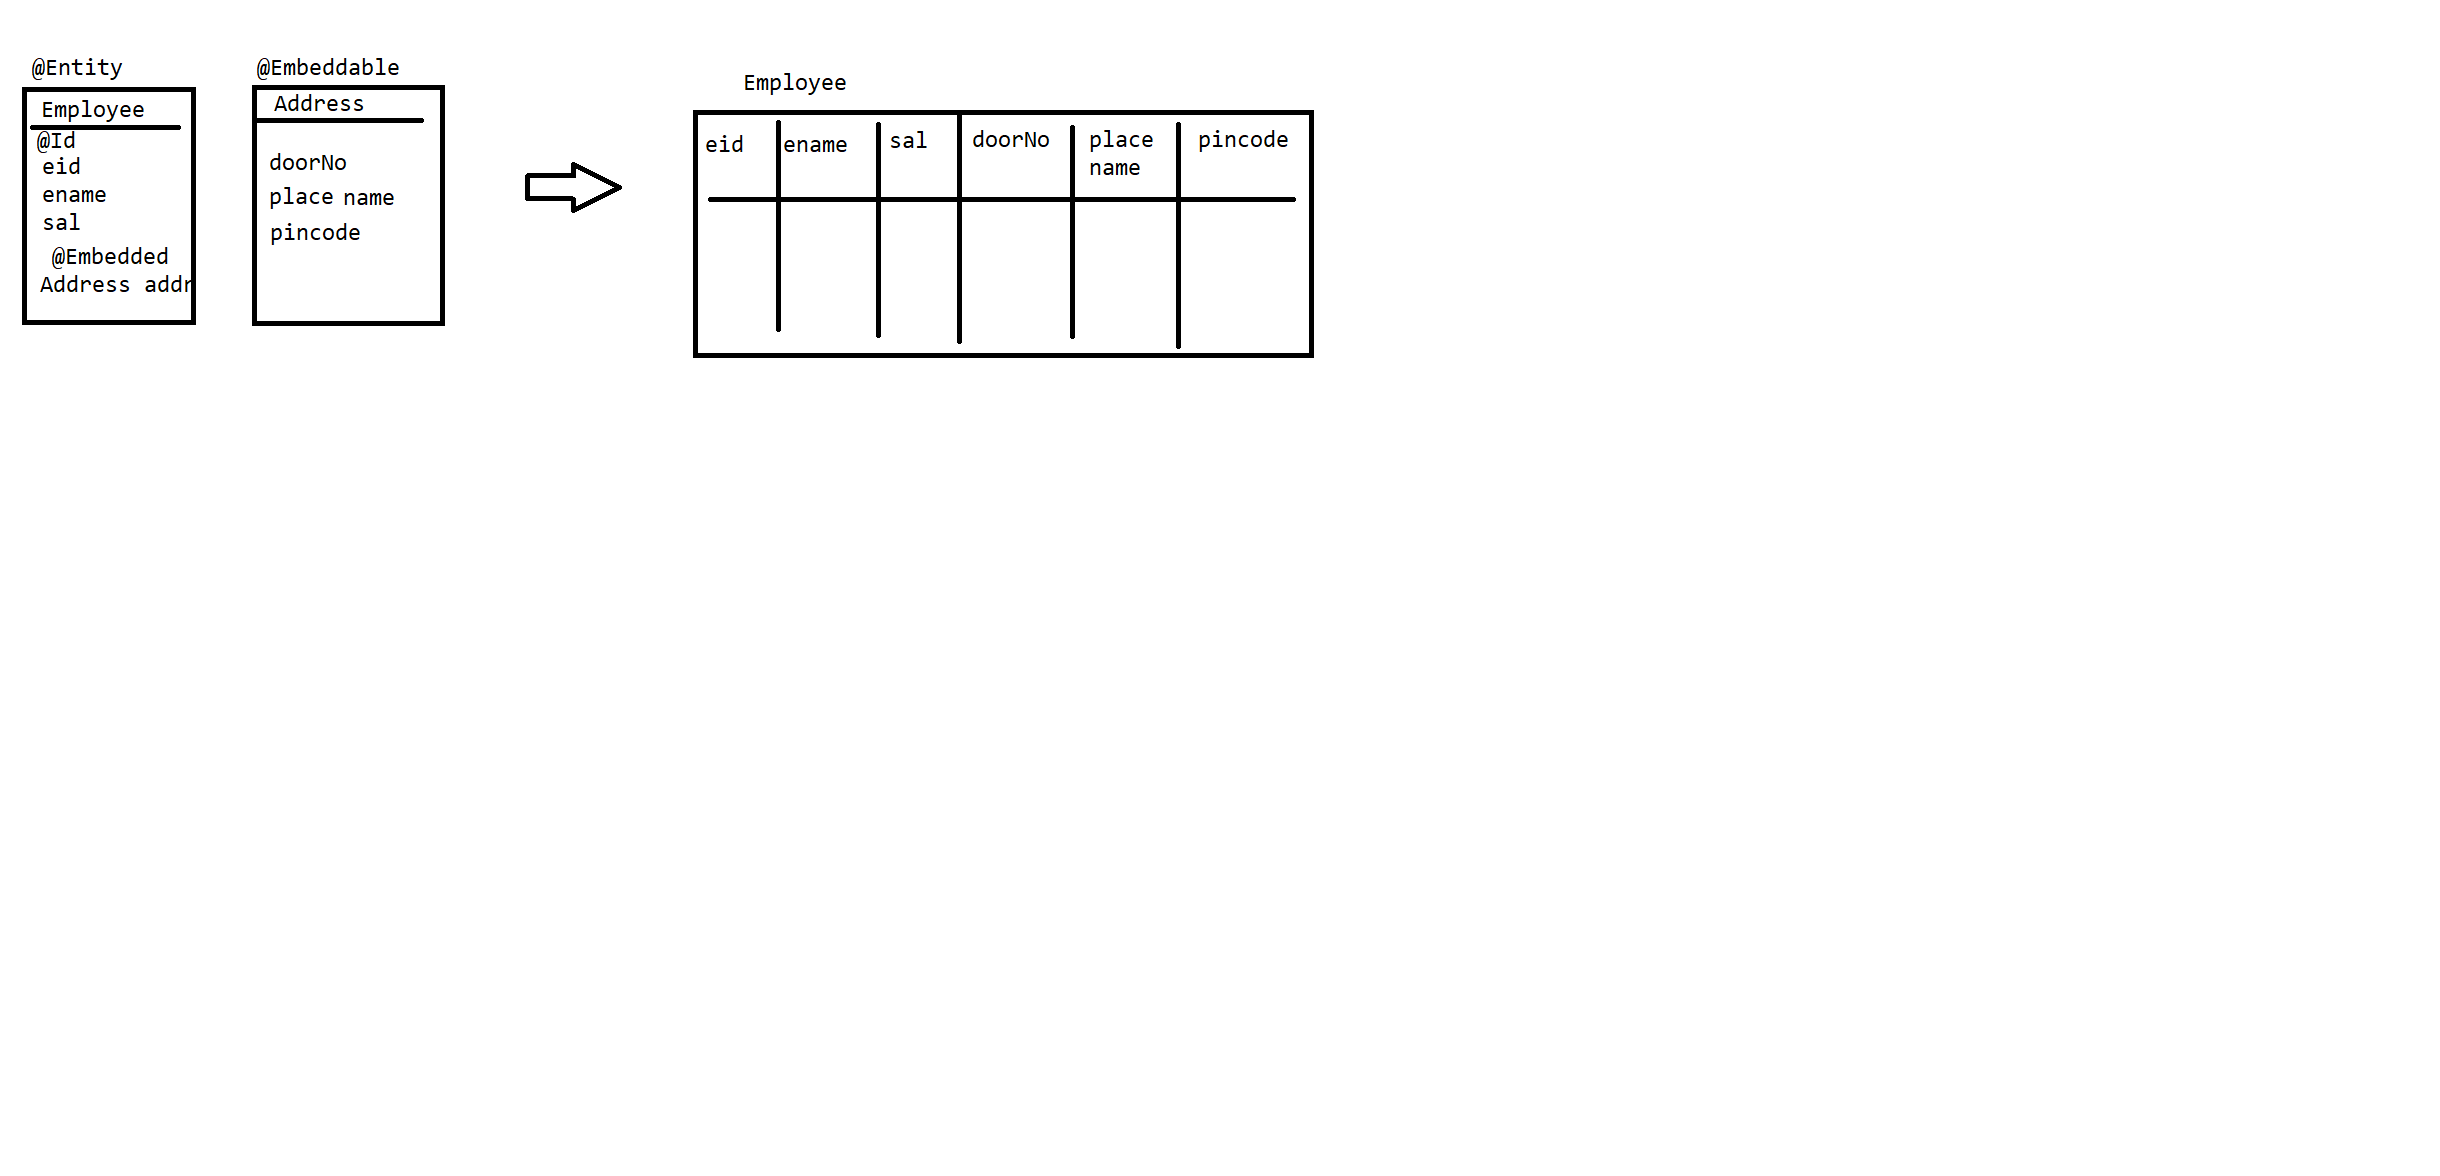 @Entity
Employee
@Id
eid
ename
sal
@Embedded
Address addr
@Embeddable
Address
doorNo
place name
pincode
Employee
eid ename sal doorNo place name pincode